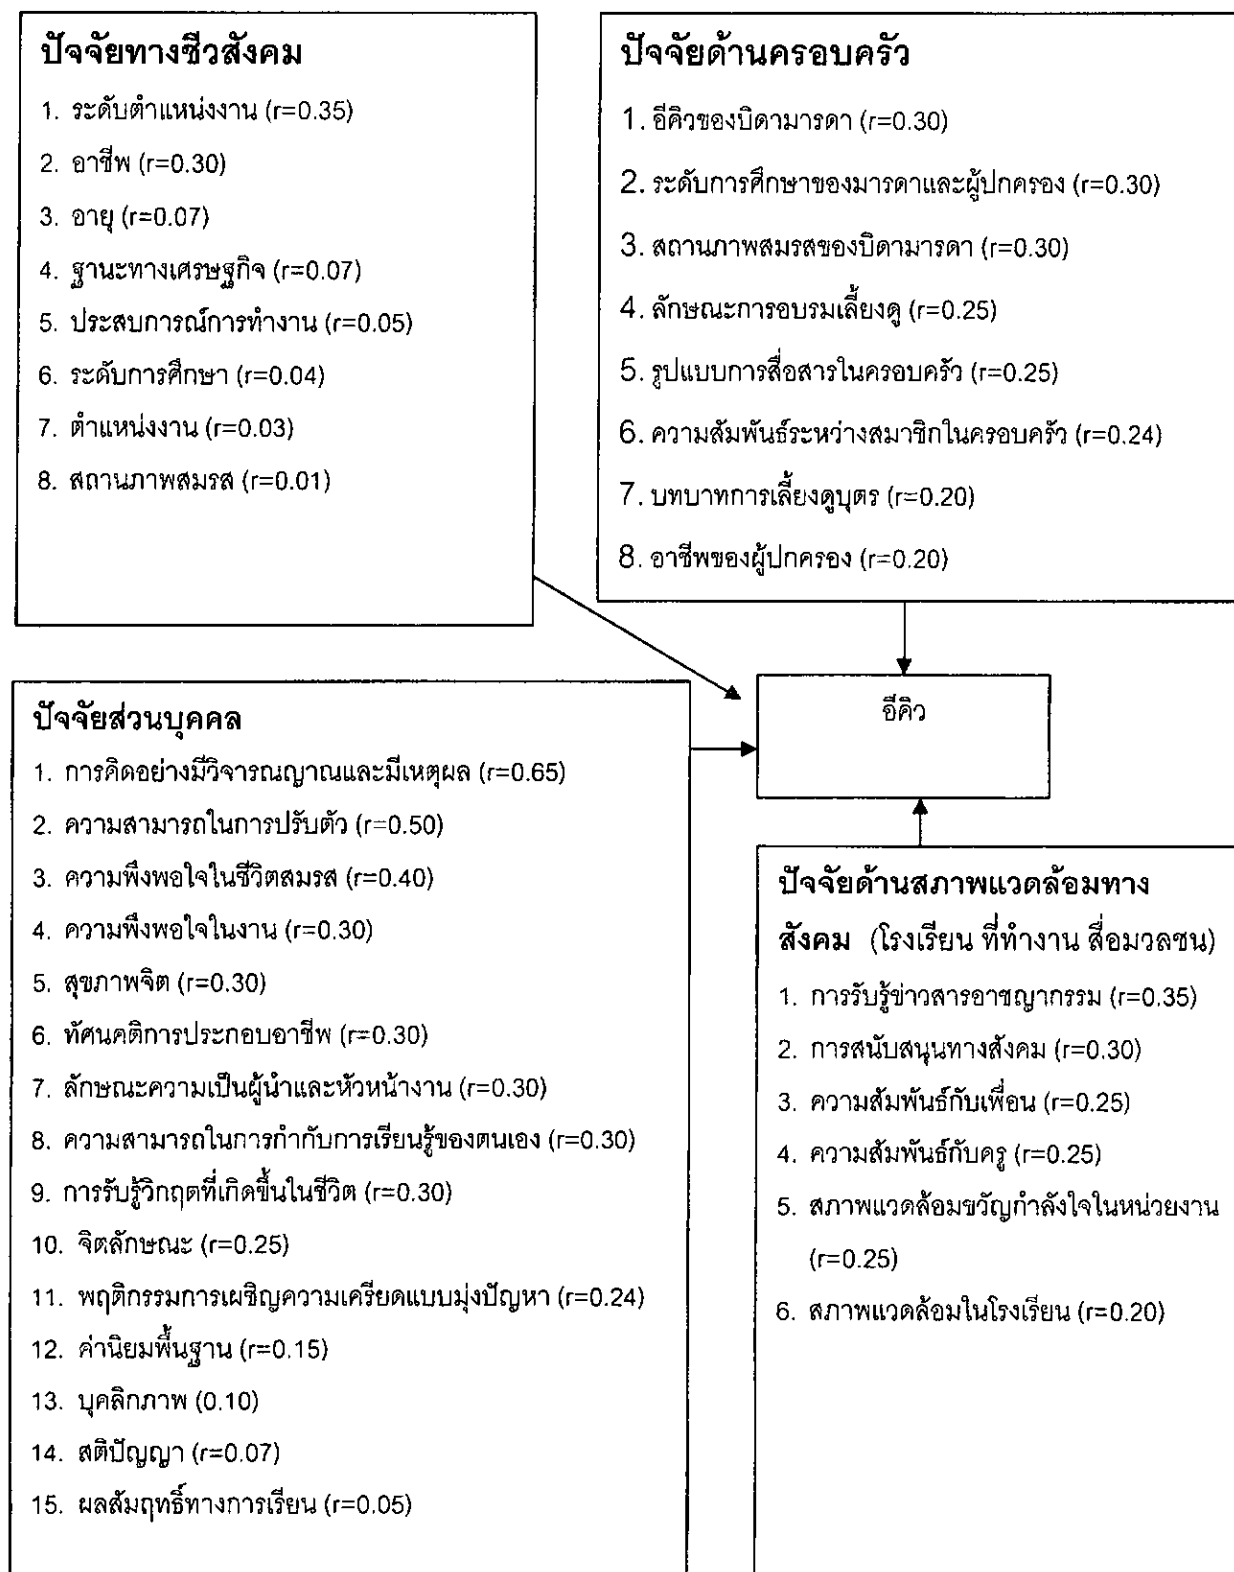 ปัจจัยทางชีวสังคม
1. ระดับตำแหน่งงาน (r=0.35)
2. อาชีพ (r=0.30)
3. อายุ (r=0.07)
4. ฐานะทางเศรษฐกิจ (r=0.07)
5. ประสบการณ์การทำงาน (r=0.05)
6. ระดับการศึกษา (r=0.04)
7. ตำแหน่งงาน (r=0.03)
8. สถานภาพสมรส (r=0.01)
ปัจจัยด้านครอบครัว
1. อีคิวของบิดามารดา (r=0.30)
2. ระดับการศึกษาของมารดาและผู้ปกครอง (r=0.30)
3. สถานภาพสมรสของบิดามารดา (r=0.30)
4. ลักษณะการอบรมเลี้ยงดู (r=0.25)
5. รูปแบบการสื่อสารในครอบครัว (r=0.25)
6. ความสัมพันธ์ระหว่างสมาชิกในครอบครัว (r=0.24)
7. บทบาทการเลี้ยงดูบุตร (r=0.20)
8. อาชีพของผู้ปกครอง (r=0.20)
อีคิว
ปัจจัยส่วนบุคคล
1. การคิดอย่างมีวิจารณญาณและมีเหตุผล (r=0.65)
2. ความสามารถในการปรับตัว (r=0.50)
3. ความพึงพอใจในชีวิตสมรส (r=0.40)
4. ความพึงพอใจในงาน (r=0.30)
5. สุขภาพจิต (r=0.30)
6. ทัศนคติการประกอบอาชีพ (r=0.30)
7. ลักษณะความเป็นผู้นำและหัวหน้างาน (r=0.30)
8. ความสามารถในการกำกับการเรียนรู้ของตนเอง (r=0.30)
9. การรับรู้วิกฤตที่เกิดขึ้นในชีวิต (r=0.30)
10. จิตลักษณะ (r=0.25)
11. พฤติกรรมการเผชิญความเครียดแบบมุ่งปัญหา (r=0.24)
12. ค่านิยมพื้นฐาน (r=0.15)
13. บุคลิกภาพ (0.10)
14. สติปัญญา (r=0.07)
15. ผลสัมฤทธิ์ทางการเรียน (r=0.05)
ปัจจัยด้านสภาพแวดล้อมทาง
สังคม (โรงเรียน ที่ทำงาน สื่อมวลชน)
1. การรับรู้ข่าวสารอาชญากรรม (r=0.35)
2. การสนับสนุนทางสังคม (r=0.30)
3. ความสัมพันธ์กับเพื่อน (r=0.25)
4. ความสัมพันธ์กับครู (r=0.25)
5. สภาพแวดล้อมขวัญกำลังใจในหน่วยงาน
(r=0.25)
6. สภาพแวดล้อมในโรงเรียน (r=0.20)